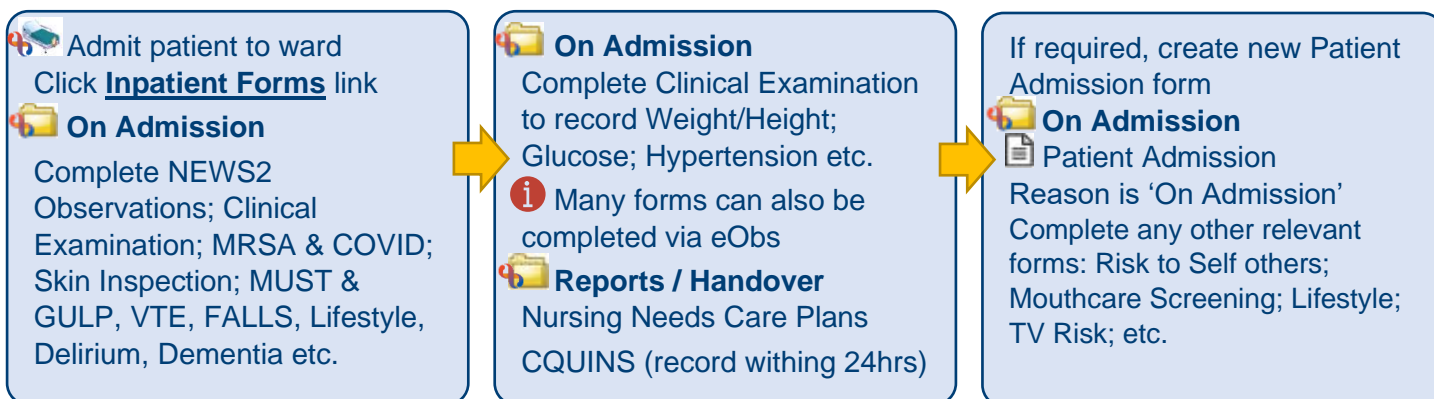 Admit patient to ward
Click Inpatient Forms link
On Admission
Complete NEWS2
Observations; Clinical
Examination; MRSA & COVID;
Skin Inspection; MUST &
GULP, VTE, FALLS, Lifestyle,
Delirium, Dementia etc.
On Admission
Complete Clinical Examination
to record Weight/Height;
Glucose; Hypertension etc.
Many forms can also be
completed via eObs
Reports / Handover
Nursing Needs Care Plans
CQUINS (record withing 24hrs)
If required, create new Patient
Admission form
On Admission
Patient Admission
Reason is ‘On Admission’
Complete any other relevant
forms: Risk to Self others;
Mouthcare Screening; Lifestyle;
TV Risk; etc.